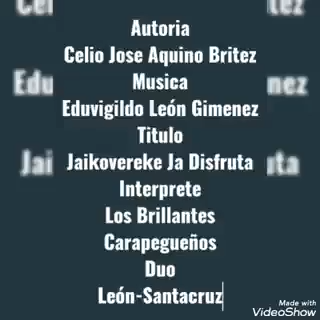 Autoria
Celio Jose Aquino Britez
Musica
Eduvigildo León Gimenez
Titulo
Jaikovereke Ja Disfruta
Interprete
Los Brillantes
Carapegueños
Duo
León-Santacruz
Made with
VideoShow